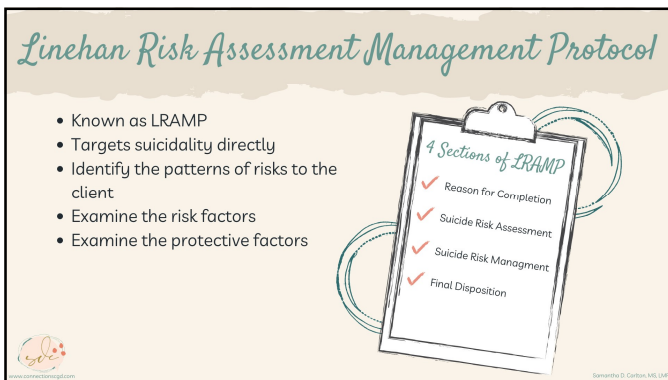 Linehan Risk Assessment Management Protocol
Known as LRAMP
Targets suicidality directly
Identify the patterns of risks to the
client
Examine the risk factors
Examine the protective factors
4 Sections of LRAMP
Reason for Completion
Suicide Risk Assessment
Suicide Risk Managment
Final Disposition
sdc
www.connectionscgd.com
Samantha D. Corbon, MS,